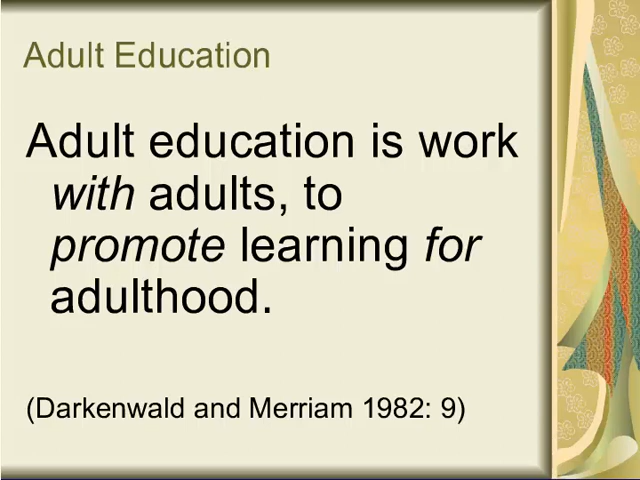 Adult Education
Adult education is work
with adults, to
promote learning for
adulthood.
(Darkenwald and Merriam 1982: 9)